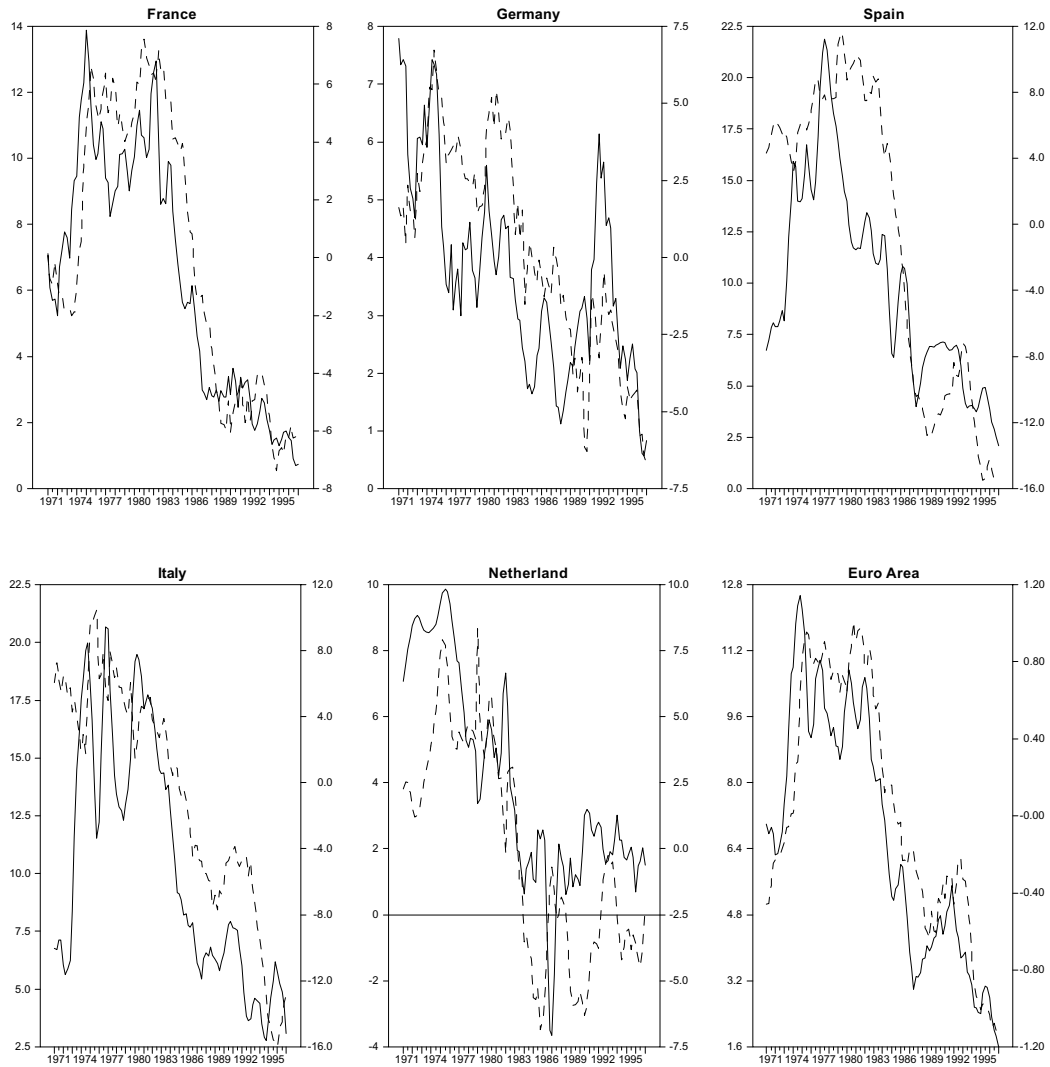 France Germany Spain
14 8 8 7.5 22.5 12.0
12 6 7 5.0 20.0 8.0
10 4 6 2.5 17.5 4.0
8 2 5 0.0 15.0 0.0
6 0 4 -2.5 12.5 -4.0
4 -2 3 -5.0 10.0 -8.0
2 -4 2 -7.5 7.5 -12.0
0 -6 1 5.0 -16.0
-8 0 2.5
0.0
1971 1974 1977 1980 1983 1986 1989 1992 1995 1971 1974 1977 1980 1983 1986 1989 1992 1995 1971 1974 1977 1980 1983 1986 1989 1992 1995
Italy Netherland Euro Area
22.5 12.0 10 10.0 12.8 1.20
20.0 8.0 8 7.5 11.2 0.80
17.5 4.0 6 5.0 9.6 0.40
15.0 0.0 4 2.5 8.0 -0.00
12.5 -4.0 2 0.0 6.4 -0.40
10.0 -8.0 0 -2.5 4.8 -0.80
7.5 -12.0 -2 -5.0 3.2 -1.20
5.0 -16.0 -4 -7.5 1.6
2.5
1971 1974 1977 1980 1983 1986 1989 1992 1995 1971 1974 1977 1980 1983 1986 1989 1992 1995 1971 1974 1977 1980 1983 1986 1989 1992 1995